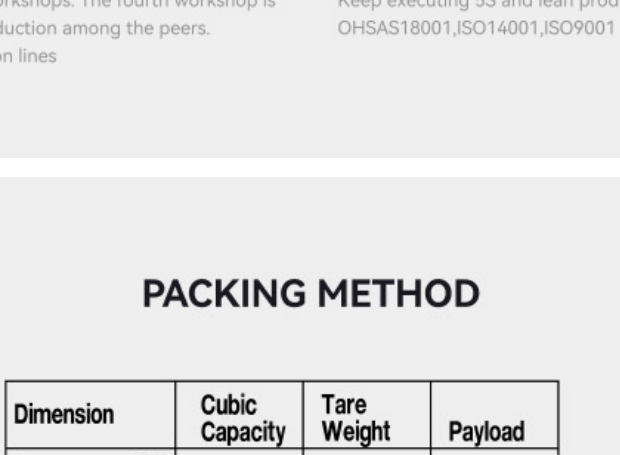 workshops. The fourth workshop is
duction among the peers.
on lines
Keep executing 5S and lean prod
OHSAS18001,ISO14001,ISO9001
PACKING METHOD
Dimension
Cubic
Capacity
Tare
Weight
Payload